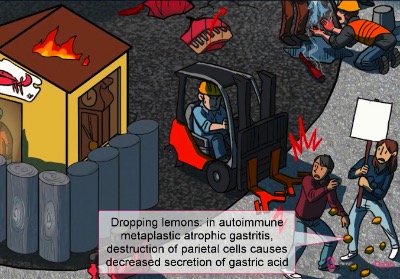 Dropping lemons: in autoimmune
metaplastic atrophic gastritis,
destruction of parietal cells causes
decreased secretion of gastric acid